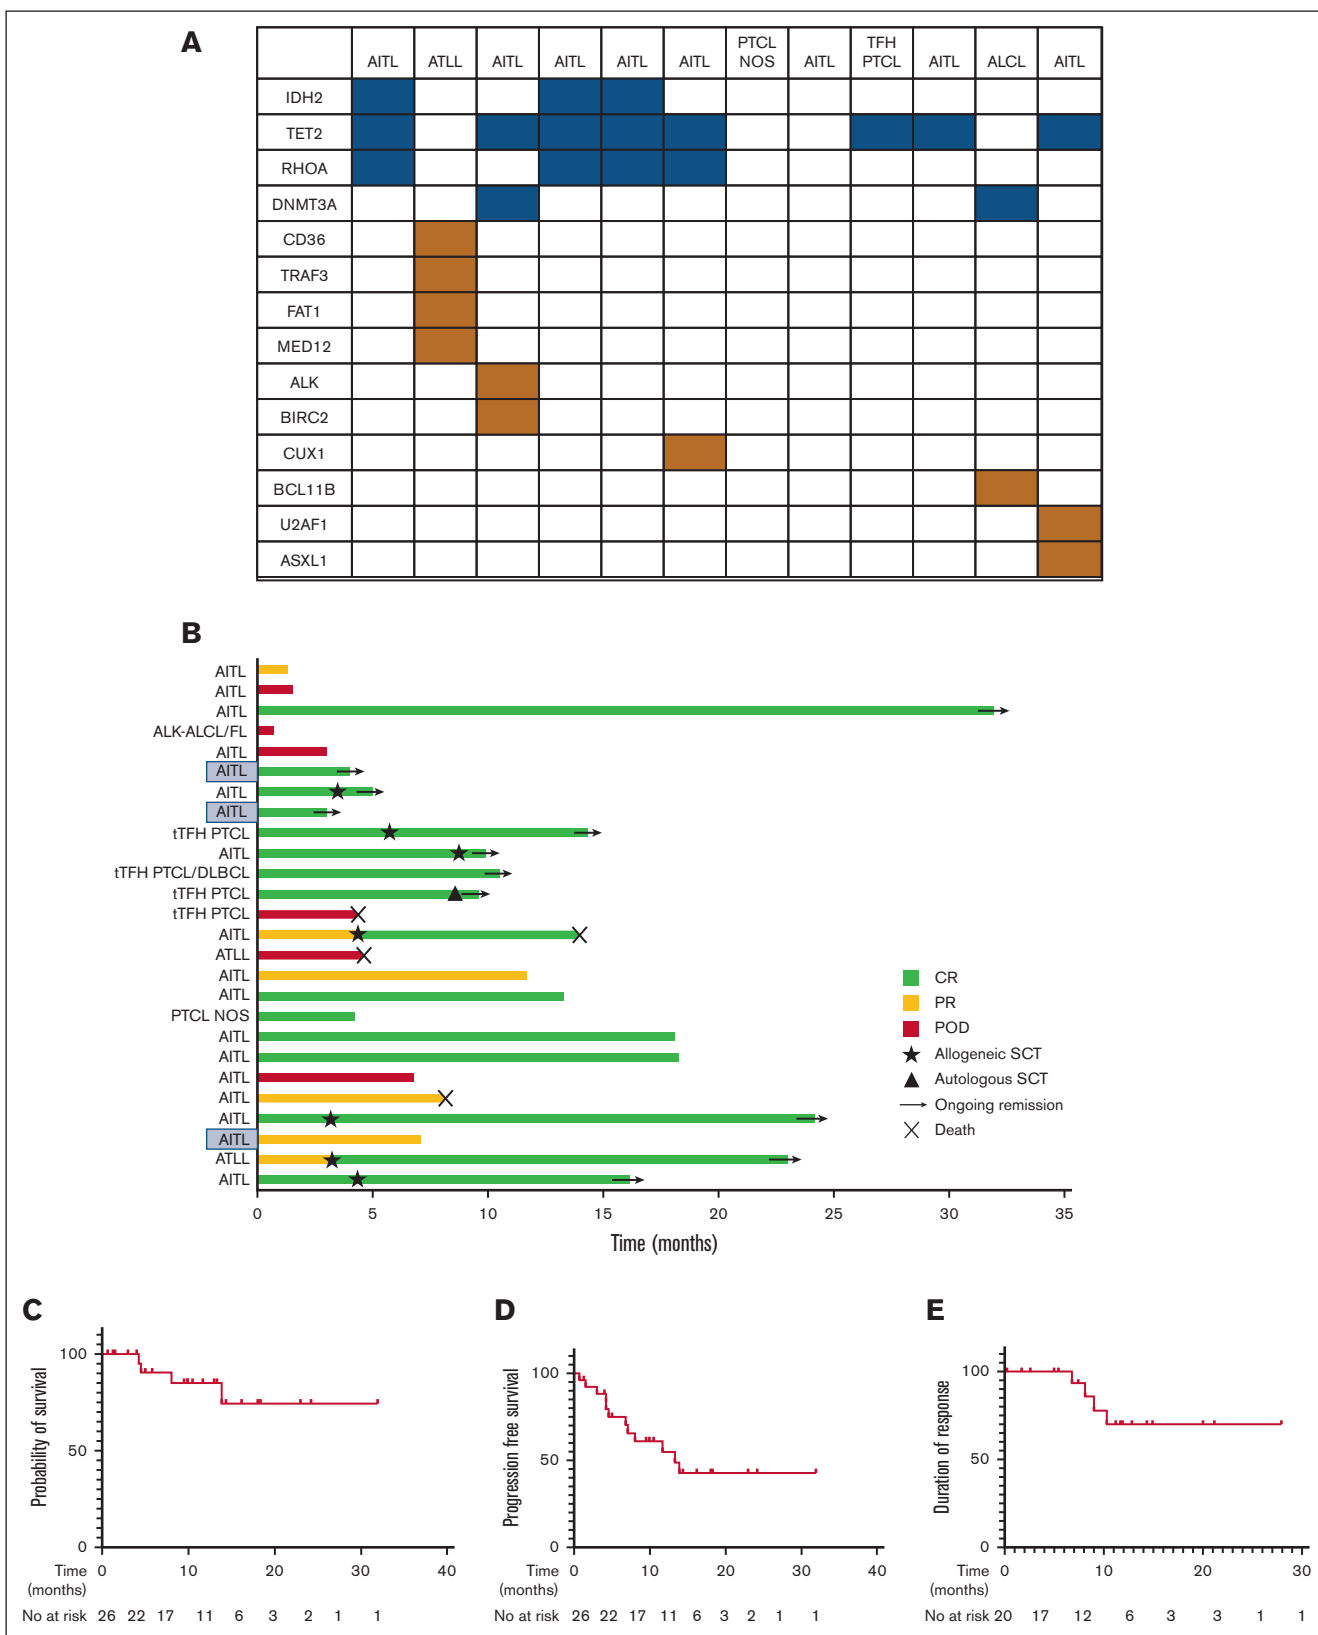 A
AITL ATLL AITL AITL AITL AITL PTCL NOS AITL TFH PTCL AITL ALCL AITL
IDH2
TET2
RHOA
DNMT3A
CD36
TRAF3
FAT1
MED12
ALK
BIRC2
CUX1
BCL11B
U2AF1
ASXL1
B
AITL
AITL
AITL
ALK-ALCL/FL
AITL
AITL
AITL
AITL
tTFH PTCL
AITL
tTFH PTCL/DLBCL
tTFH PTCL
tTFH PTCL
AITL
ATLL
AITL
AITL
PTCL NOS
AITL
AITL
AITL
AITL
AITL
AITL
ATLL
AITL
CR
PR
POD
Allogeneic SCT
Autologous SCT
Ongoing remission
Death
0 5 10 15 20 25 30 35
Time (months)
C
Probability of survival
100
50
0
0 10 20 30 40
Time
(months)
No at risk 26 22 17 11 6 3 2 1 1
D
Progression free survival
100
50
0
0 10 20 30 40
Time
(months)
No at risk 26 22 17 11 6 3 2 1 1
E
Duration of response
100
50
0
0 10 20 30
Time
(months)
No at risk 20 17 12 6 3 3 1 1